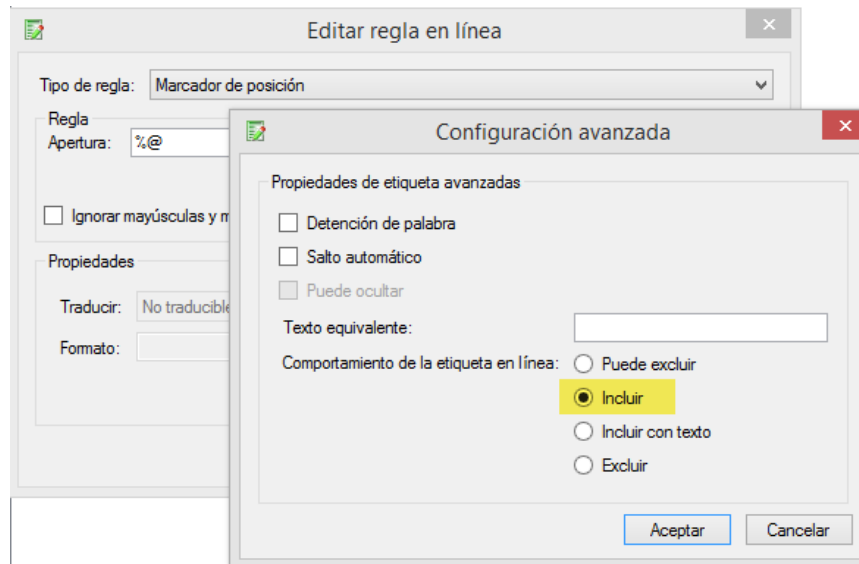 Editar regla en línea
Tipo de regla: Marcador de posición
Regla
Apertura: %@
Ignorar mayúsculas y m
Propiedades
Traducir: No traducible
Formato:
Configuración avanzada
Propiedades de etiqueta avanzadas
Detención de palabra
Salto automático
Puede ocultar
Texto equivalente:
Comportamiento de la etiqueta en línea: Puede excluir
Incluir
Incluir con texto
Excluir
Aceptar Cancelar